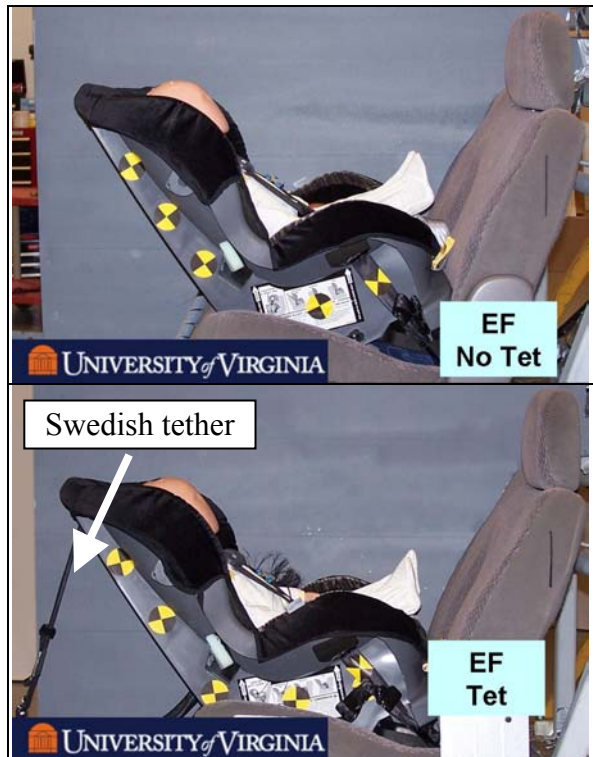 EF
No Tet
UNIVERSITY of VIRGINIA
Swedish tether
EF
Tet
UNIVERSITY of VIRGINIA